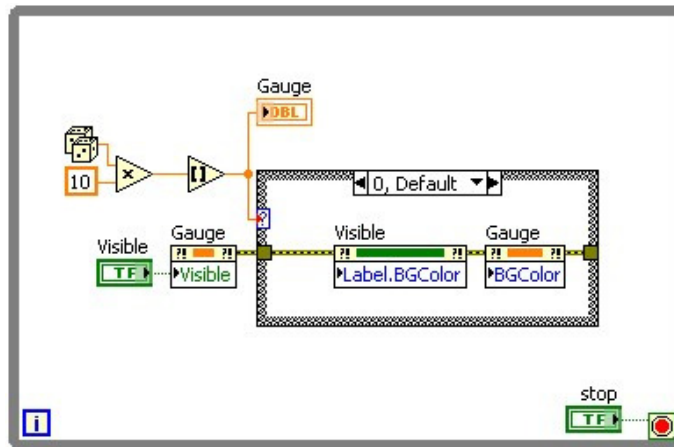 Gauge
DBL
10
×
[ ]
0, Default
?
Visible
TF
Gauge
?! ?!
Visible
Visible
?! ?!
Label.BGColor
Gauge
?! ?!
BGColor
i
stop
TF